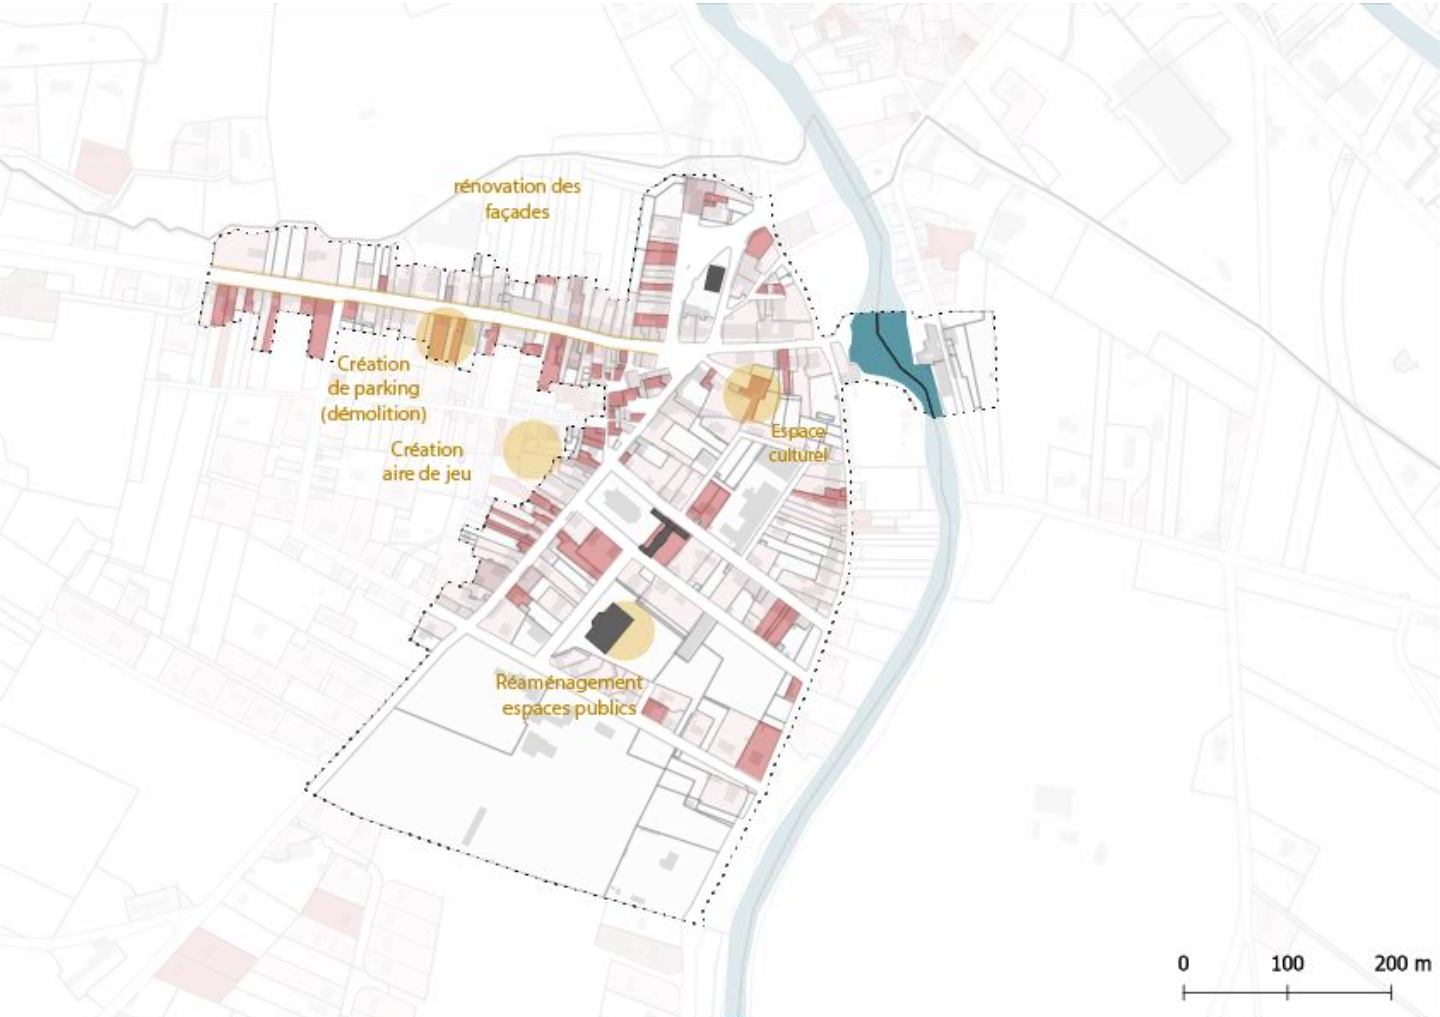 rénovation des
façades
Création
de parking
(démolition)
Création
aire de jeu
Espace
culturel
Réaménagement
espaces publics
0 100 200 m